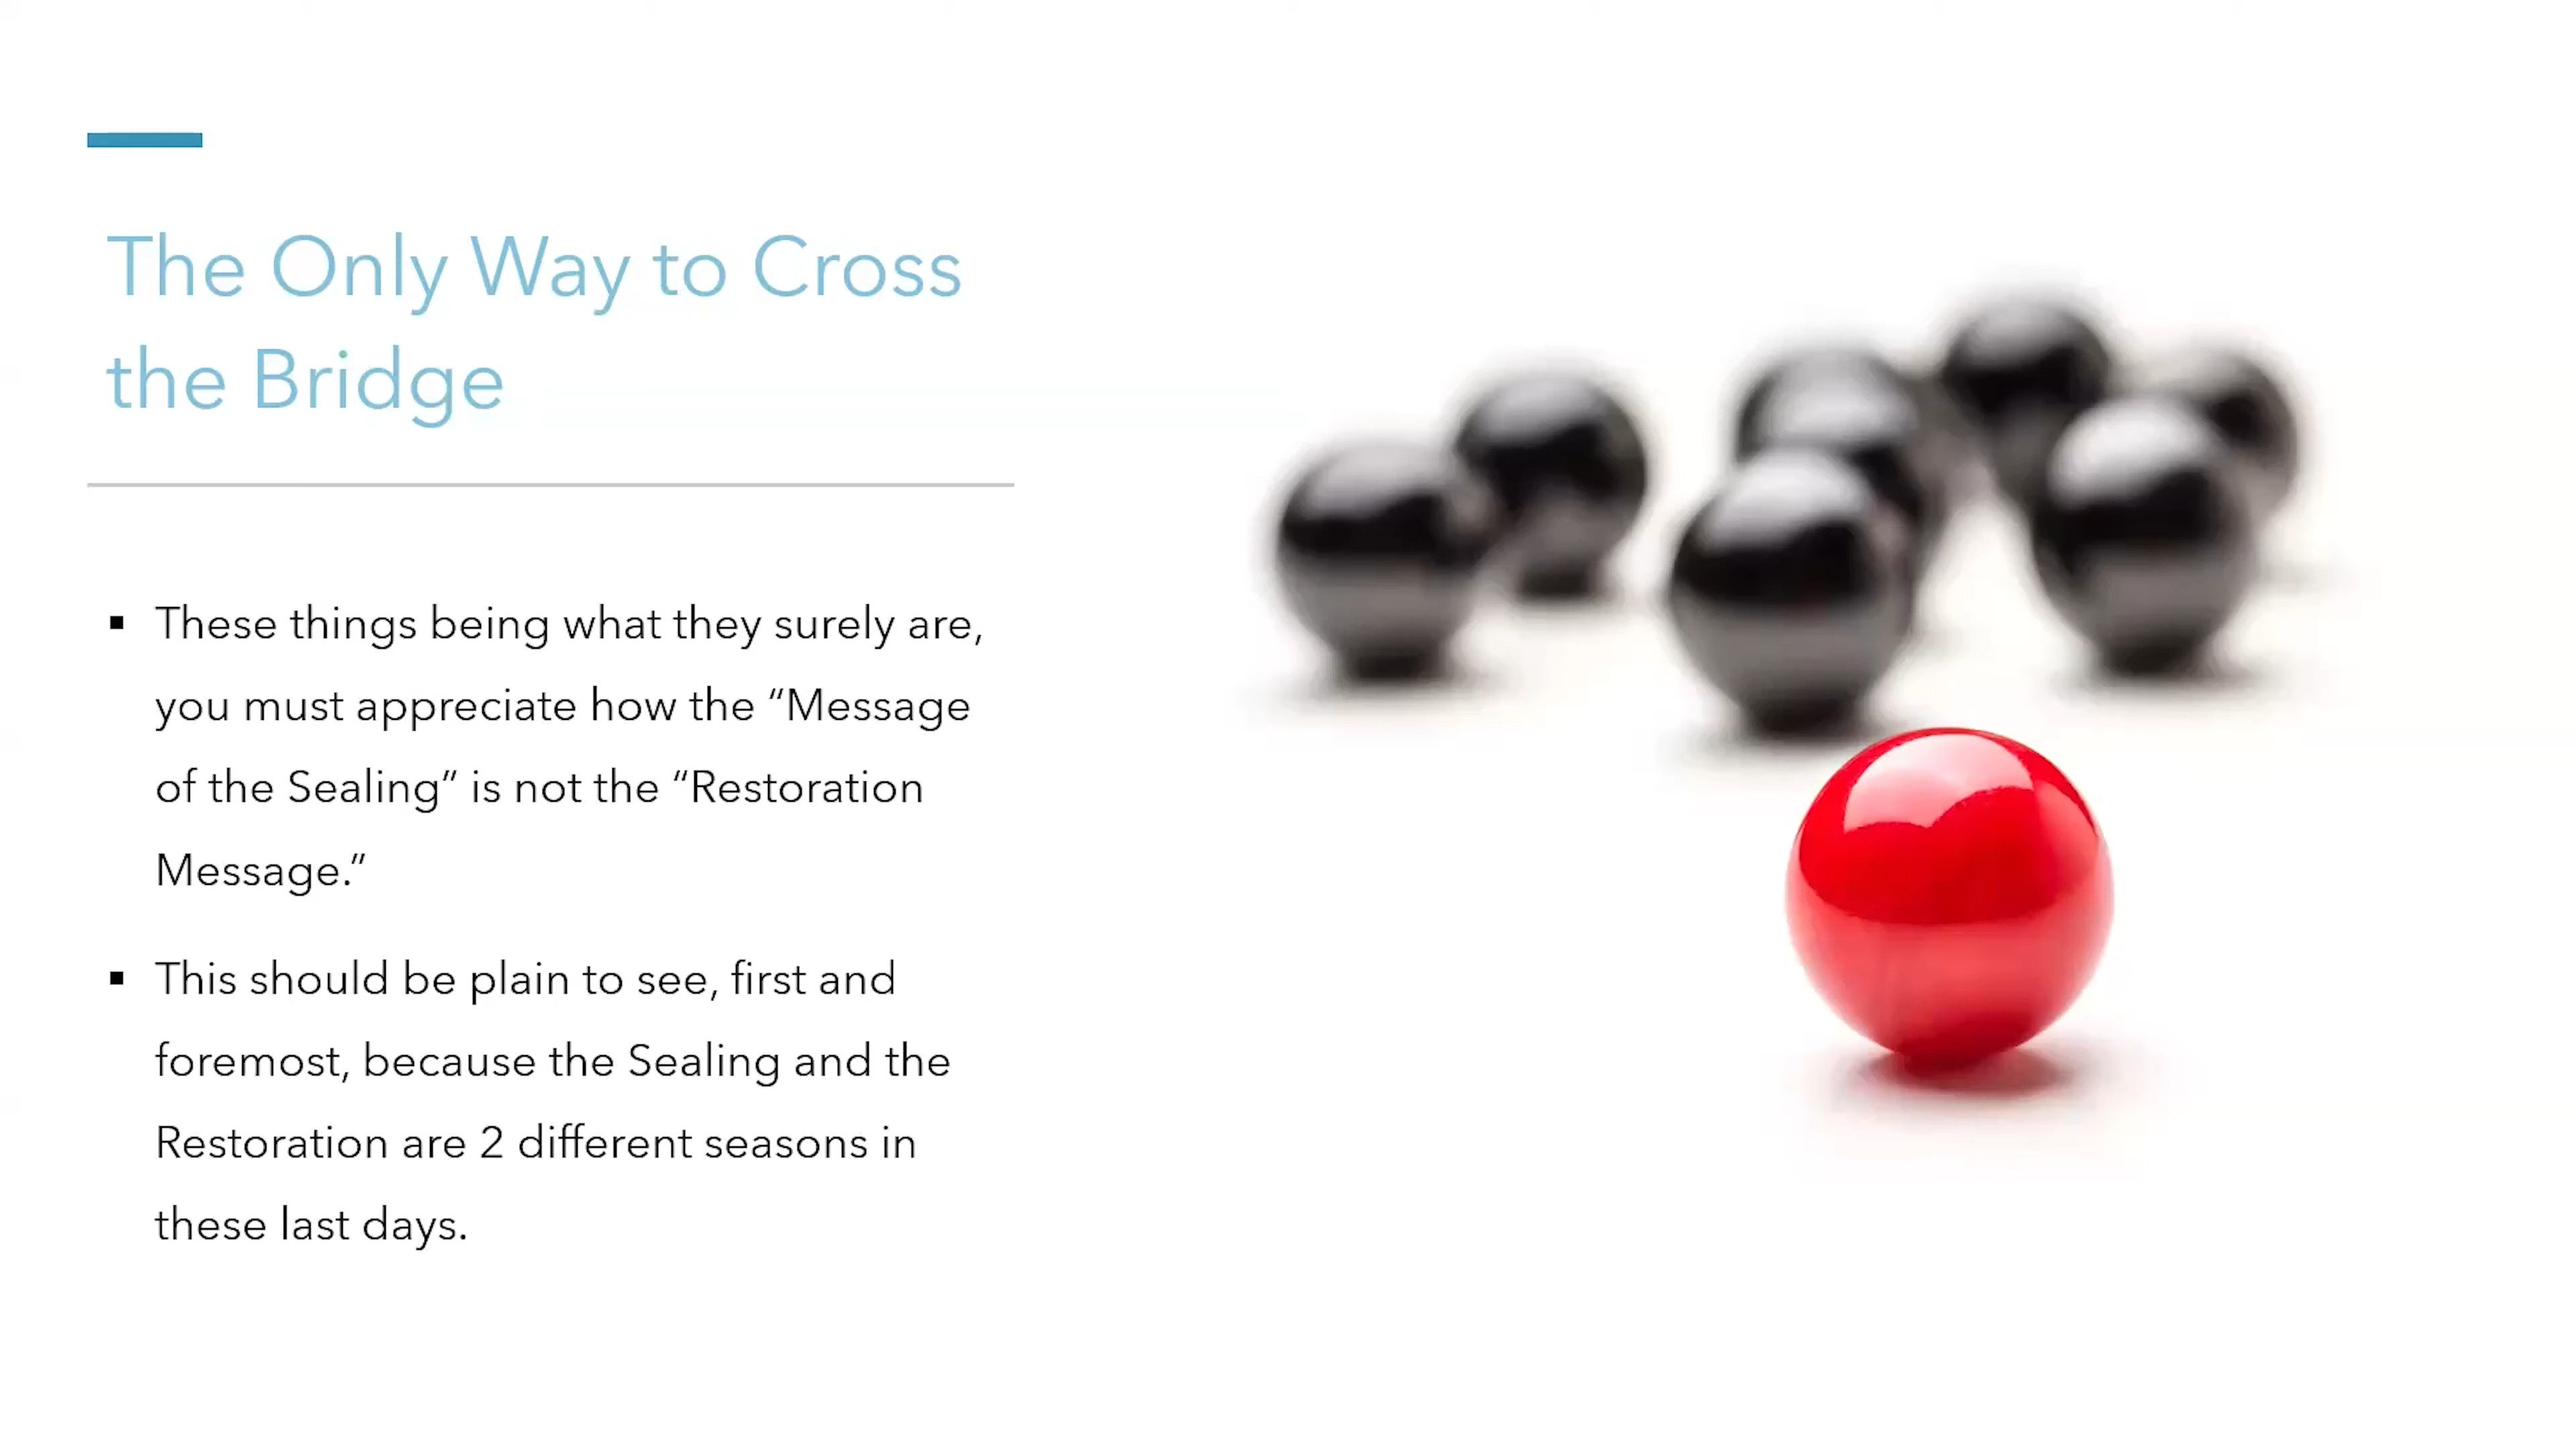 The Only Way to Cross
the Bridge
▪ These things being what they surely are,
you must appreciate how the “Message
of the Sealing” is not the “Restoration
Message.”
▪ This should be plain to see, first and
foremost, because the Sealing and the
Restoration are 2 different seasons in
these last days.